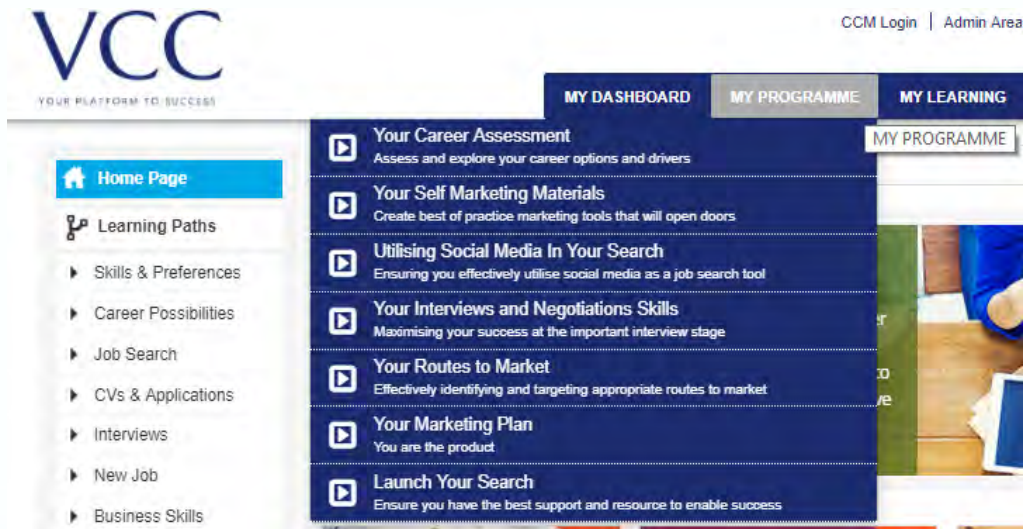 VCC
YOUR PLATFORM TO SUCCESS
CCM Login | Admin Area
MY DASHBOARD
MY PROGRAMME
MY LEARNING
MY PROGRAMME
Home Page
Learning Paths
Skills & Preferences
Career Possibilities
Job Search
CVs & Applications
Interviews
New Job
Business Skills
Your Career Assessment
Assess and explore your career options and drivers
Your Self Marketing Materials
Create best of practice marketing tools that will open doors
Utilising Social Media In Your Search
Ensuring you effectively utilise social media as a job search tool
Your Interviews and Negotiations Skills
Maximising your success at the important interview stage
Your Routes to Market
Effectively identifying and targeting appropriate routes to market
Your Marketing Plan
You are the product
Launch Your Search
Ensure you have the best support and resource to enable success